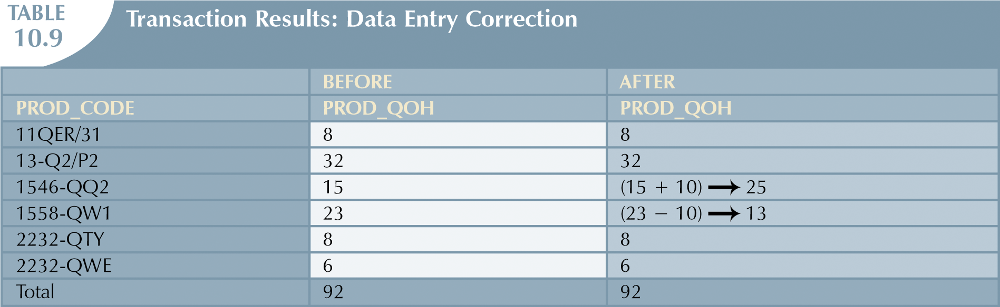 TABLE 10.9
Transaction Results: Data Entry Correction
BEFORE AFTER
PROD_CODE PROD_QOH PROD_QOH
11QER/31 8 8
13-Q2/P2 32 32
1546-QQ2 15 (15 + 10) → 25
1558-QW1 23 (23 − 10) → 13
2232-QTY 8 8
2232-QWE 6 6
Total 92 92